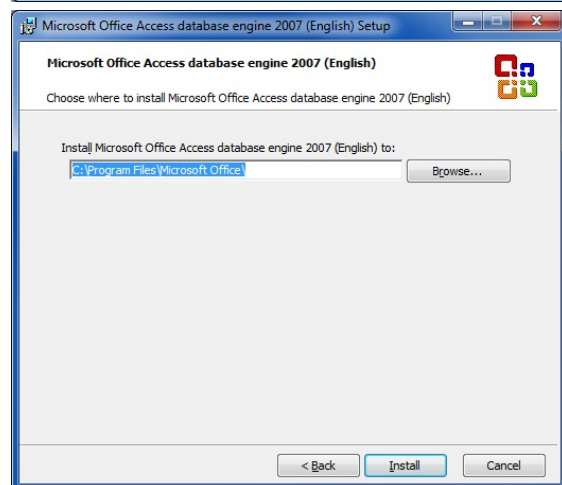 Microsoft Office Access database engine 2007 (English) Setup
Microsoft Office Access database engine 2007 (English)
Choose where to install Microsoft Office Access database engine 2007 (English)
Install Microsoft Office Access database engine 2007 (English) to:
C:\Program Files\Microsoft Office\
Browse...
< Back
Install
Cancel